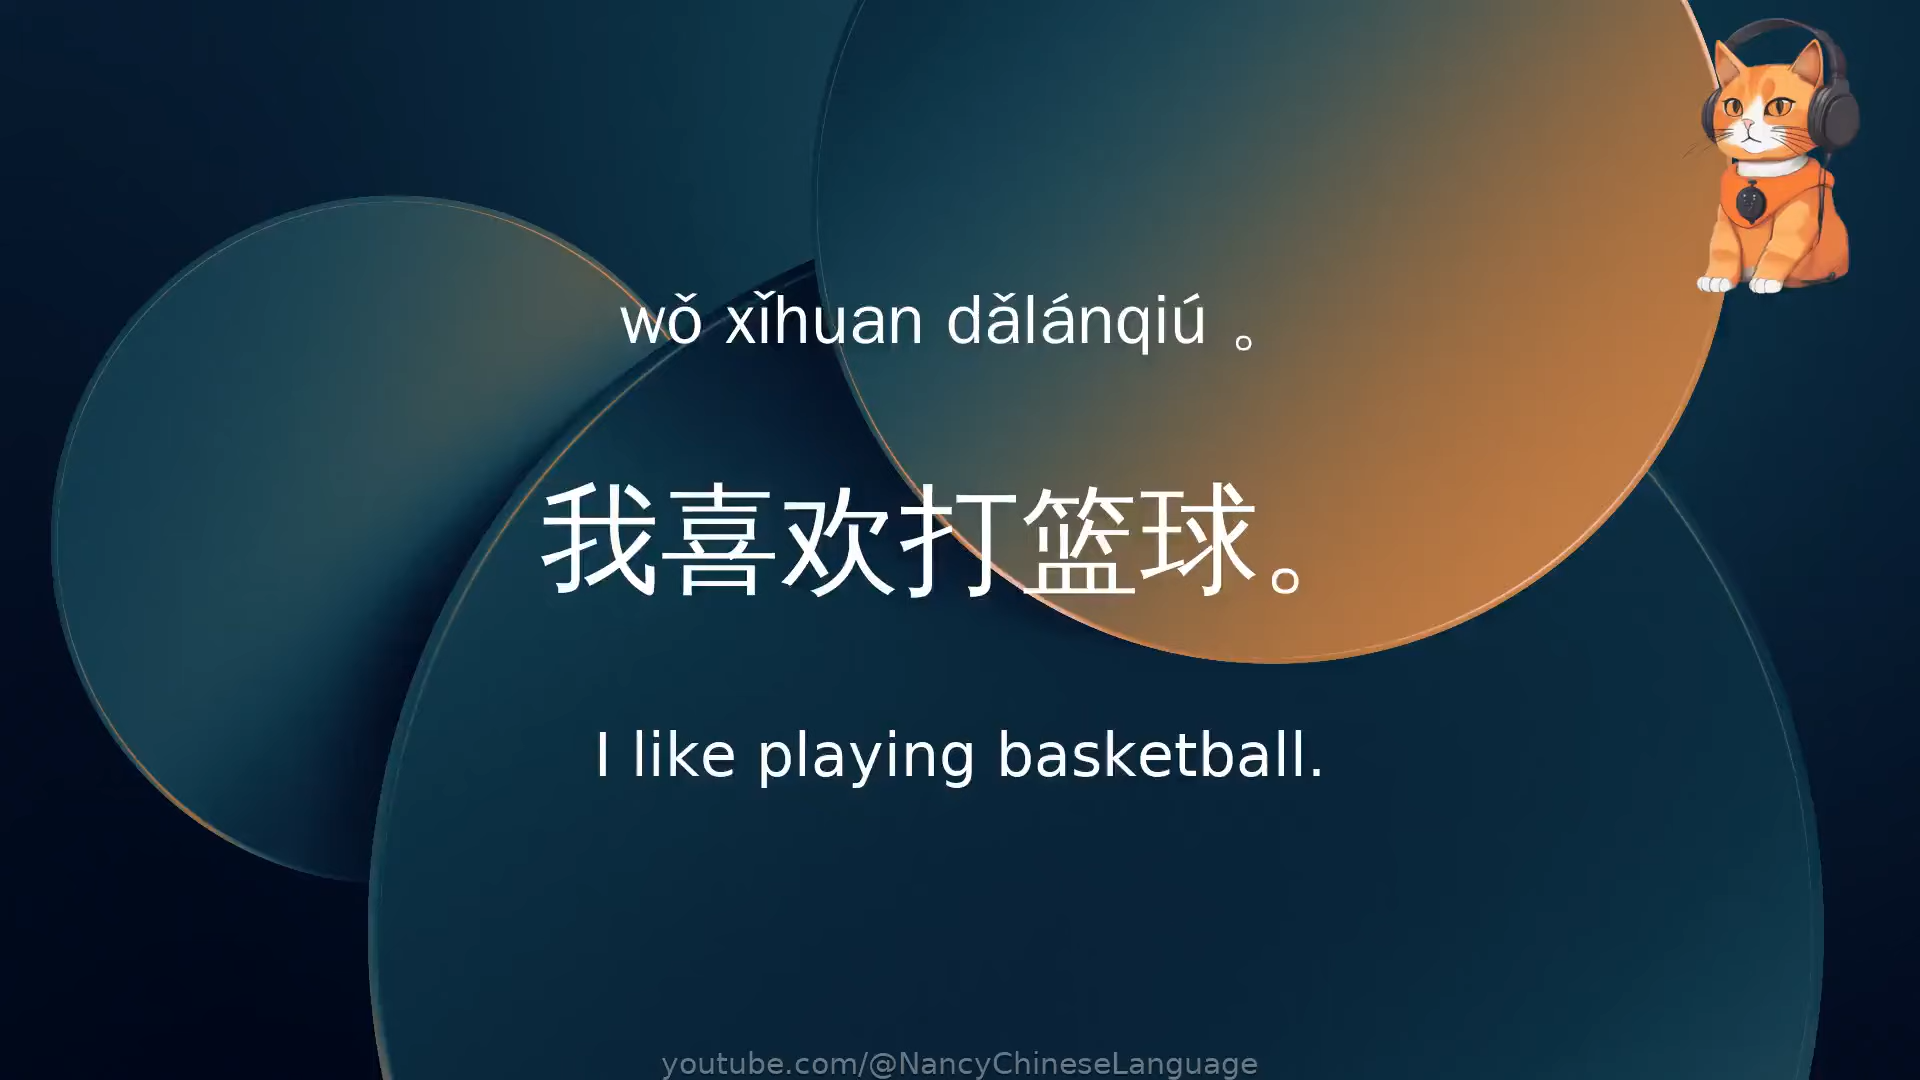 wǒ xǐhuan dǎlánqiú 。
我喜欢打篮球。
I like playing basketball.
youtube.com/@NancyChineseLanguage